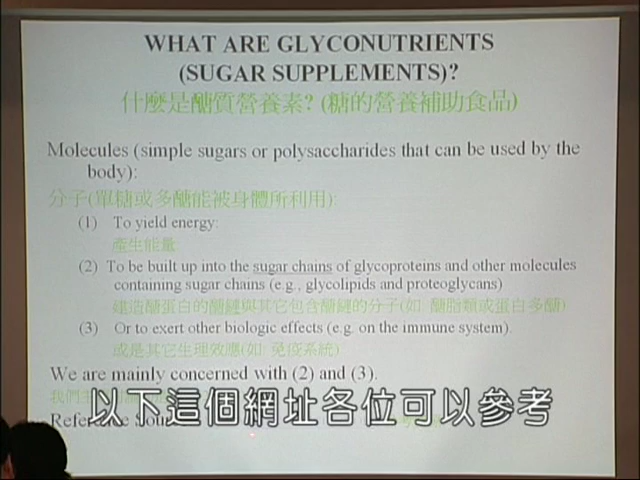 WHAT ARE GLYCONUTRIENTS
(SUGAR SUPPLEMENTS)?
什麼是醣質營養素? (糖的營養補助食品)
Molecules (simple sugars or polysaccharides that can be used by the
body):
分子(單糖或多醣能被身體所利用):
(1) To yield energy:
產生能量
(2) To be built up into the sugar chains of glycoproteins and other molecules
containing sugar chains (e.g., glycolipids and proteoglycans)
建造醣蛋白的醣鏈與其它包含醣鏈的分子(如: 醣脂類或蛋白多醣)
(3) Or to exert other biologic effects (e.g. on the immune system).
或是其它生理效應(如: 免疫系統)
We are mainly concerned with (2) and (3).
我們主
以下這個網址各位可以參考